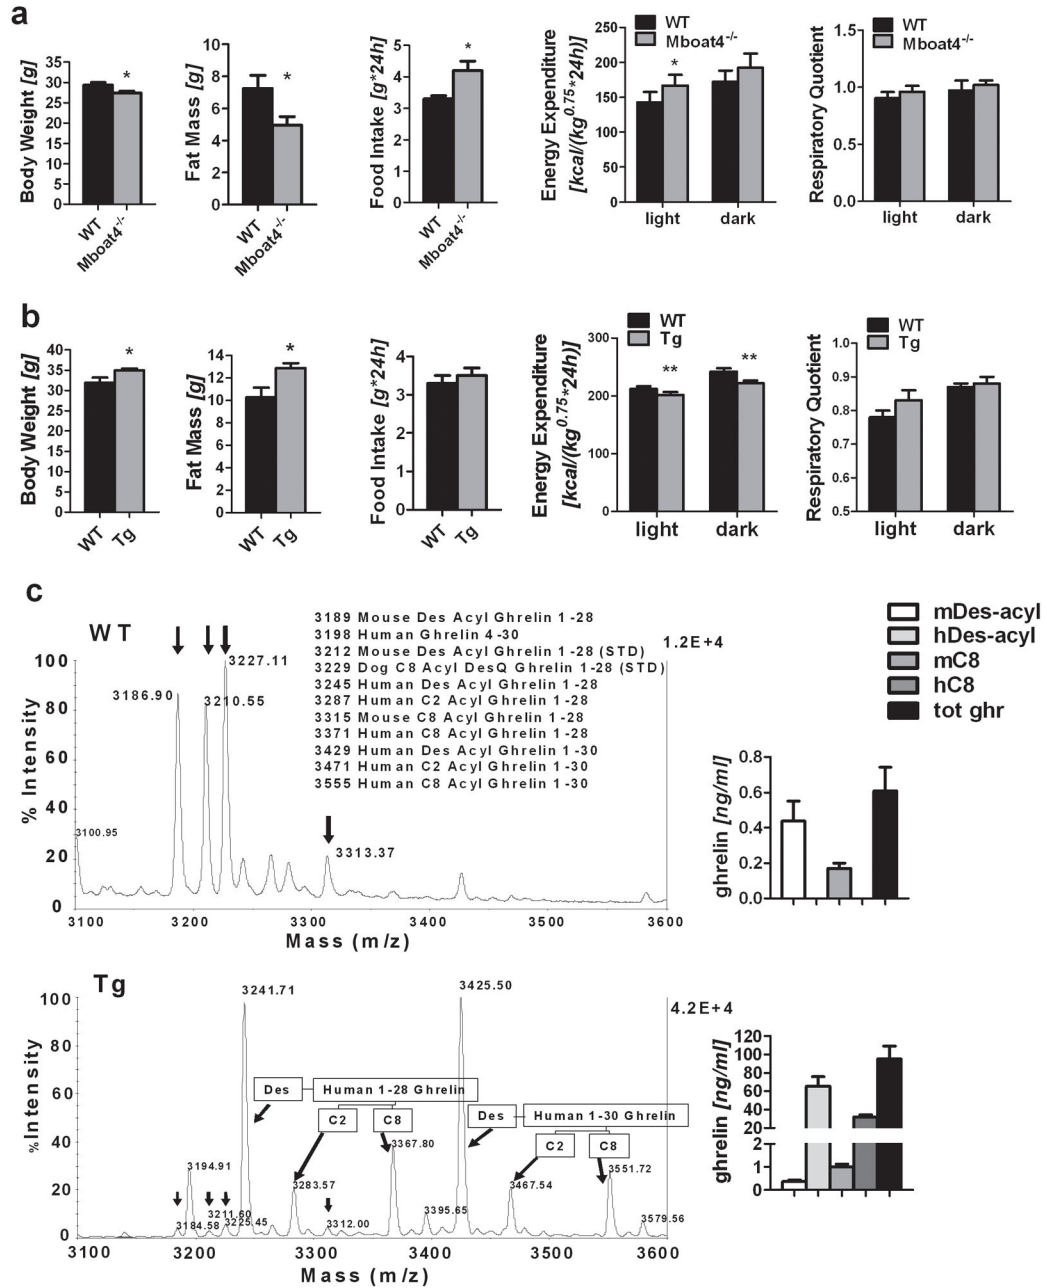 a
Body Weight [g]
35
30
25
20
15
10
5
0
*
WT
Mboat4-/-
Fat Mass [g]
10
8
6
4
2
0
*
WT
Mboat4-/-
Food Intake [g*24h]
5
4
3
2
1
0
*
WT
Mboat4-/-
Energy Expenditure
[kcal/(kg0.75*24h)]
250
200
150
100
50
0
WT
Mboat4-/-
*
light dark
Respiratory Quotient
1.5
1.0
0.5
0.0
WT
Mboat4-/-
light dark
b
Body Weight [g]
40
35
30
25
20
15
10
5
0
*
WT
Tg
Fat Mass [g]
14
12
10
8
6
4
2
0
*
WT
Tg
Food Intake [g*24h]
4
3
2
1
0
WT
Tg
Energy Expenditure
[kcal/(kg0.75*24h)]
300
200
100
0
WT
Tg
**
**
light dark
Respiratory Quotient
1.0
0.9
0.8
0.7
0.6
0.5
WT
Tg
light dark
c
WT
% Intensity
100
80
60
40
20
0
3100.95
3186.90
3210.55
3227.11
3313.37
3189 Mouse Des Acyl Ghrelin 1-28
3198 Human Ghrelin 4-30
3212 Mouse Des Acyl Ghrelin 1-28 (STD)
3229 Dog C8 Acyl DesQ Ghrelin 1-28 (STD)
3245 Human Des Acyl Ghrelin 1-28
3287 Human C2 Acyl Ghrelin 1-28
3315 Mouse C8 Acyl Ghrelin 1-28
3371 Human C8 Acyl Ghrelin 1-28
3429 Human Des Acyl Ghrelin 1-30
3471 Human C2 Acyl Ghrelin 1-30
3555 Human C8 Acyl Ghrelin 1-30
1.2E+4
3100 3200 3300 3400 3500 3600
Mass (m/z)
mDes-acyl
hDes-acyl
mC8
hC8
tot ghr
ghrelin [ng/ml]
0.8
0.6
0.4
0.2
0.0
Tg
%Intensity
100
80
60
40
20
0
3184.58
3194.91
3211.60
3225.45
3241.71
Des
Human 1-28 Ghrelin
C2
C8
3283.57
3312.00
3367.80
3395.65
3425.50
Des
Human 1-30 Ghrelin
C2
C8
3467.54
3551.72
3579.56
4.2E+4
3100 3200 3300 3400 3500 3600
Mass (m/z)
ghrelin [ng/ml]
120
100
80
60
40
20
2
1
0